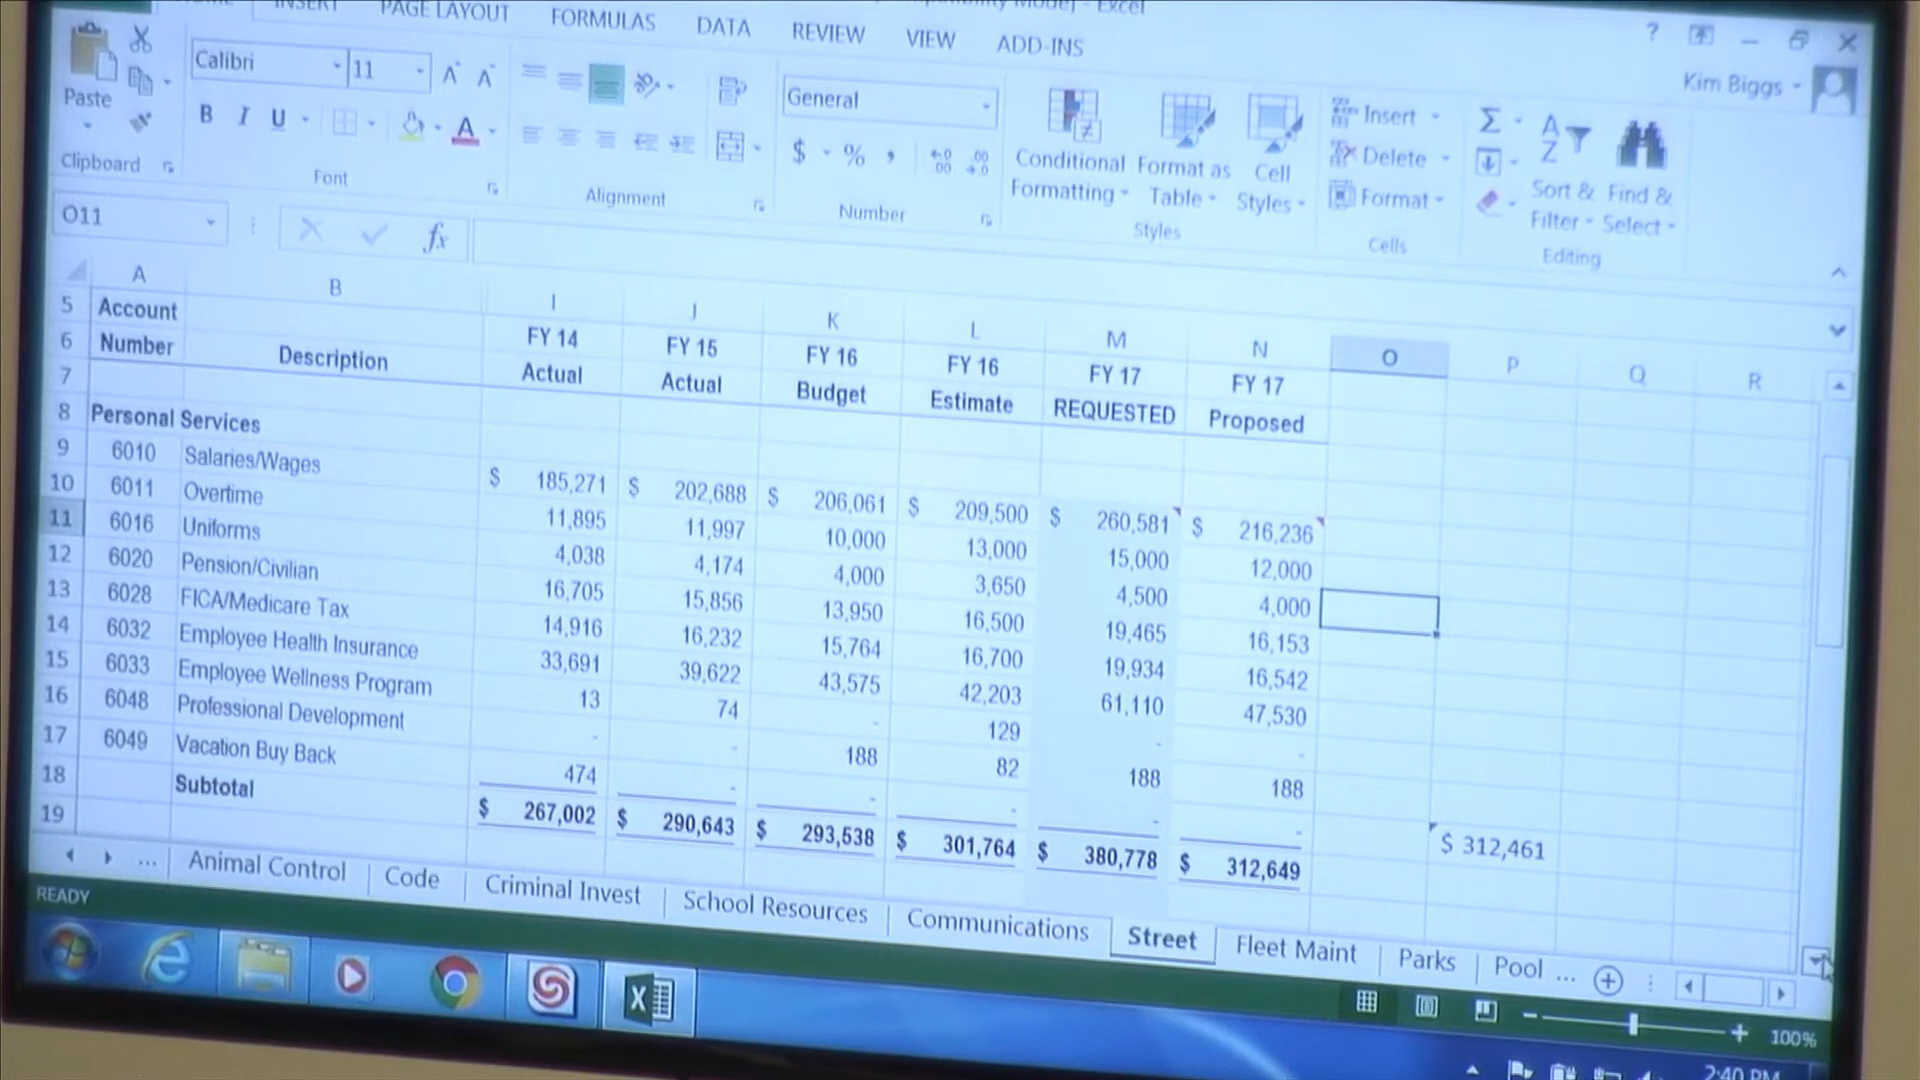 INSERT PAGE LAYOUT FORMULAS DATA REVIEW VIEW ADD-INS
Excel
? 
Kim Biggs
Paste
Calibri 11
B I U A
General
$ % ,
Conditional Formatting
Format as Table
Cell Styles
Insert
Delete
Format
Σ
Sort & Filter
Find & Select
Clipboard Font Alignment Number Styles Cells Editing
O11 fx
A B I J K L M N O P Q R
5 Account FY 14 FY 15 FY 16 FY 16 FY 17 FY 17
6 Number Description Actual Actual Budget Estimate REQUESTED Proposed
7
8 Personal Services
9 6010 Salaries/Wages $ 185,271 $ 202,688 $ 206,061 $ 209,500 $ 260,581 $ 216,236
10 6011 Overtime 11,895 11,997 10,000 13,000 15,000 12,000
11 6016 Uniforms 4,038 4,174 4,000 3,650 4,500 4,000
12 6020 Pension/Civilian 16,705 15,856 13,950 16,500 19,465 16,153
13 6028 FICA/Medicare Tax 14,916 16,232 15,764 16,700 19,934 16,542
14 6032 Employee Health Insurance 33,691 39,622 43,575 42,203 61,110 47,530
15 6033 Employee Wellness Program 13 74 - 129 - -
16 6048 Professional Development - - 188 82 188 188
17 6049 Vacation Buy Back 474 - - - - -
18 Subtotal $ 267,002 $ 290,643 $ 293,538 $ 301,764 $ 380,778 $ 312,649 $ 312,461
19
... Animal Control Code Criminal Invest School Resources Communications Street Fleet Maint Parks Pool ...
READY
100%
2:40 PM